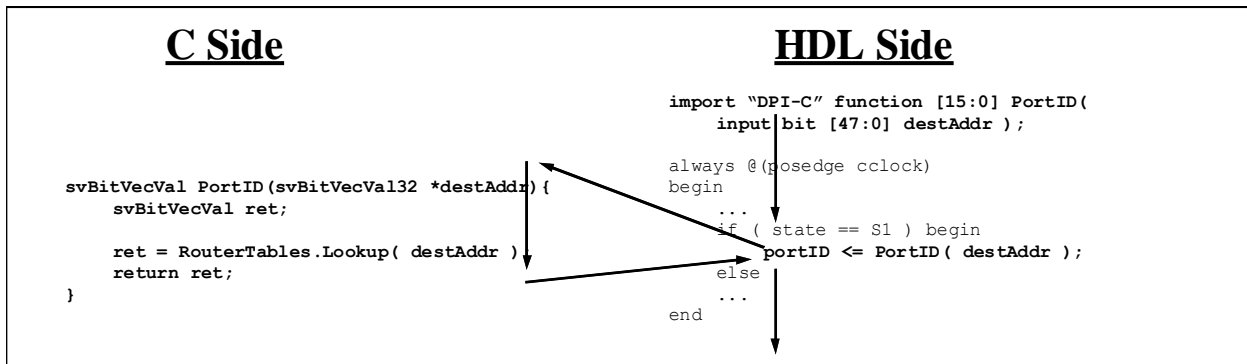 C Side
svBitVecVal PortID(svBitVecVal32 *destAddr){
svBitVecVal ret;
ret = RouterTables.Lookup( destAddr )
return ret;
}
HDL Side
import “DPI-C” function [15:0] PortID(
input bit [47:0] destAddr );
always @(posedge cclock)
begin
...
if ( state == S1 ) begin
portID <= PortID( destAddr );
else
...
end